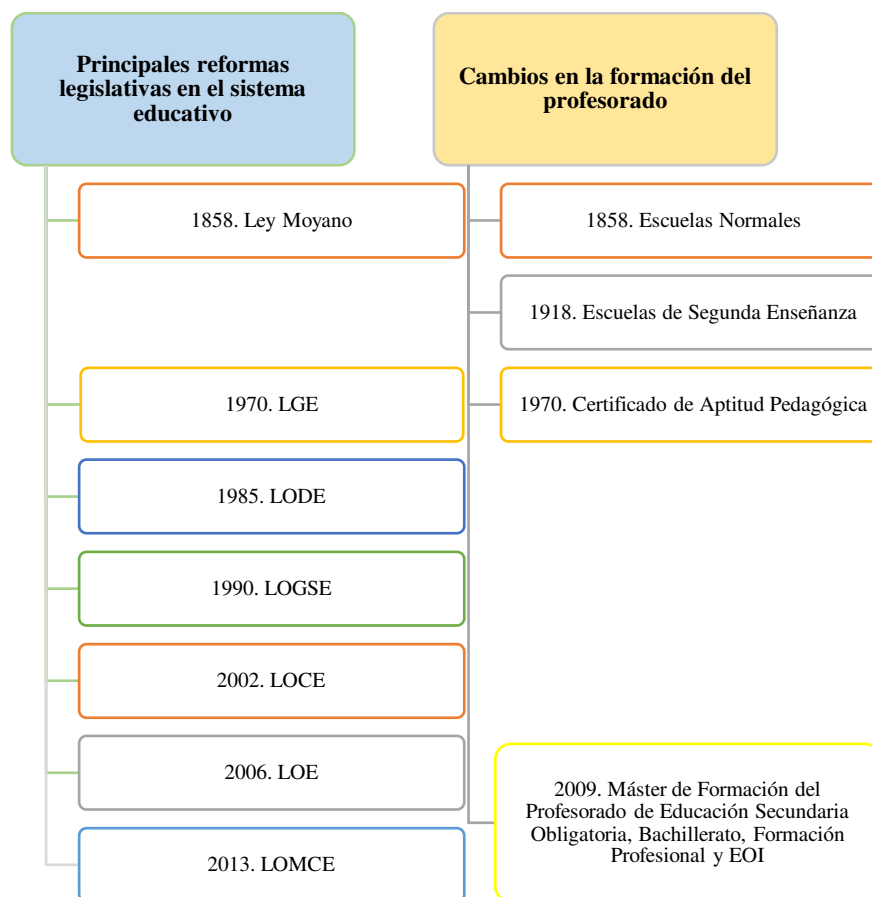 Principales reformas
legislativas en el sistema
educativo
1858. Ley Moyano
1970. LGE
1985. LODE
1990. LOGSE
2002. LOCE
2006. LOE
2013. LOMCE
Cambios en la formación del
profesorado
1858. Escuelas Normales
1918. Escuelas de Segunda Enseñanza
1970. Certificado de Aptitud Pedagógica
2009. Máster de Formación del
Profesorado de Educación Secundaria
Obligatoria, Bachillerato, Formación
Profesional y EOI